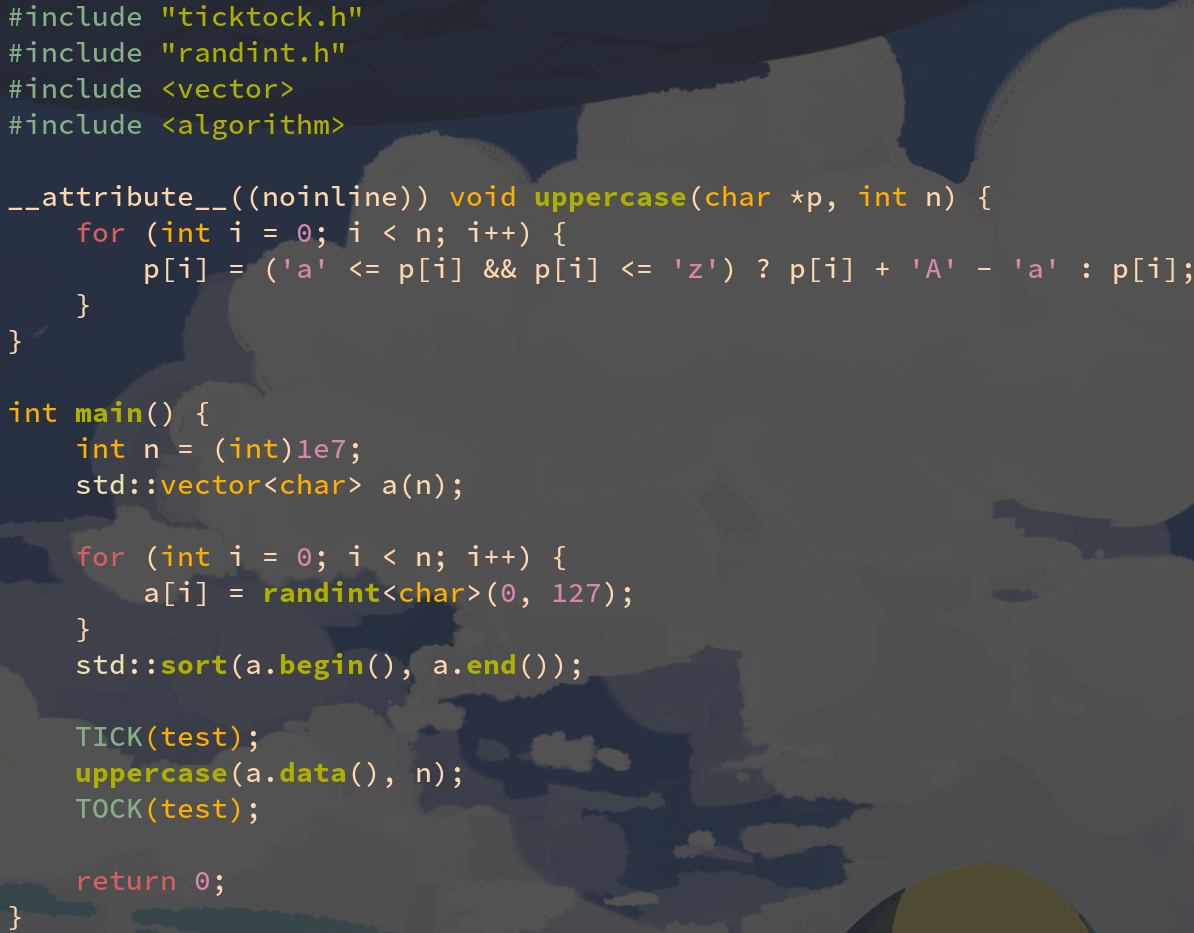 #include "ticktock.h"
#include "randint.h"
#include <vector>
#include <algorithm>

__attribute__((noinline)) void uppercase(char *p, int n) {
    for (int i = 0; i < n; i++) {
        p[i] = ('a' <= p[i] && p[i] <= 'z') ? p[i] + 'A' - 'a' : p[i];
    }
}

int main() {
    int n = (int)1e7;
    std::vector<char> a(n);

    for (int i = 0; i < n; i++) {
        a[i] = randint<char>(0, 127);
    }
    std::sort(a.begin(), a.end());

    TICK(test);
    uppercase(a.data(), n);
    TOCK(test);

    return 0;
}